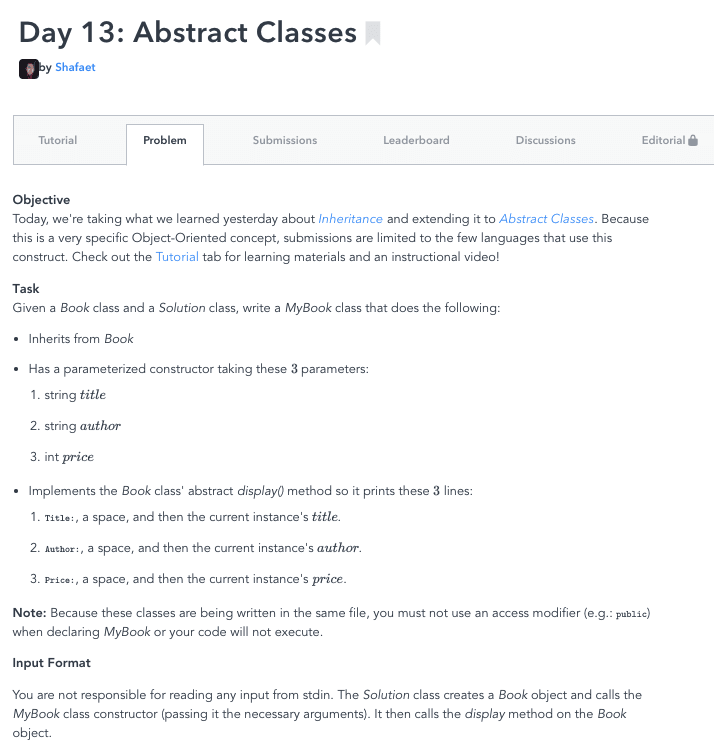 Day 13: Abstract Classes
by Shafaet
Tutorial Problem Submissions Leaderboard Discussions Editorial
Objective
Today, we're taking what we learned yesterday about Inheritance and extending it to Abstract Classes. Because
this is a very specific Object-Oriented concept, submissions are limited to the few languages that use this
construct. Check out the Tutorial tab for learning materials and an instructional video!
Task
Given a Book class and a Solution class, write a MyBook class that does the following:
• Inherits from Book
• Has a parameterized constructor taking these 3 parameters:
1. string title
2. string author
3. int price
• Implements the Book class' abstract display() method so it prints these 3 lines:
1. Title:, a space, and then the current instance's title.
2. Author:, a space, and then the current instance's author.
3. Price:, a space, and then the current instance's price.
Note: Because these classes are being written in the same file, you must not use an access modifier (e.g.: public)
when declaring MyBook or your code will not execute.
Input Format
You are not responsible for reading any input from stdin. The Solution class creates a Book object and calls the
MyBook class constructor (passing it the necessary arguments). It then calls the display method on the Book
object.